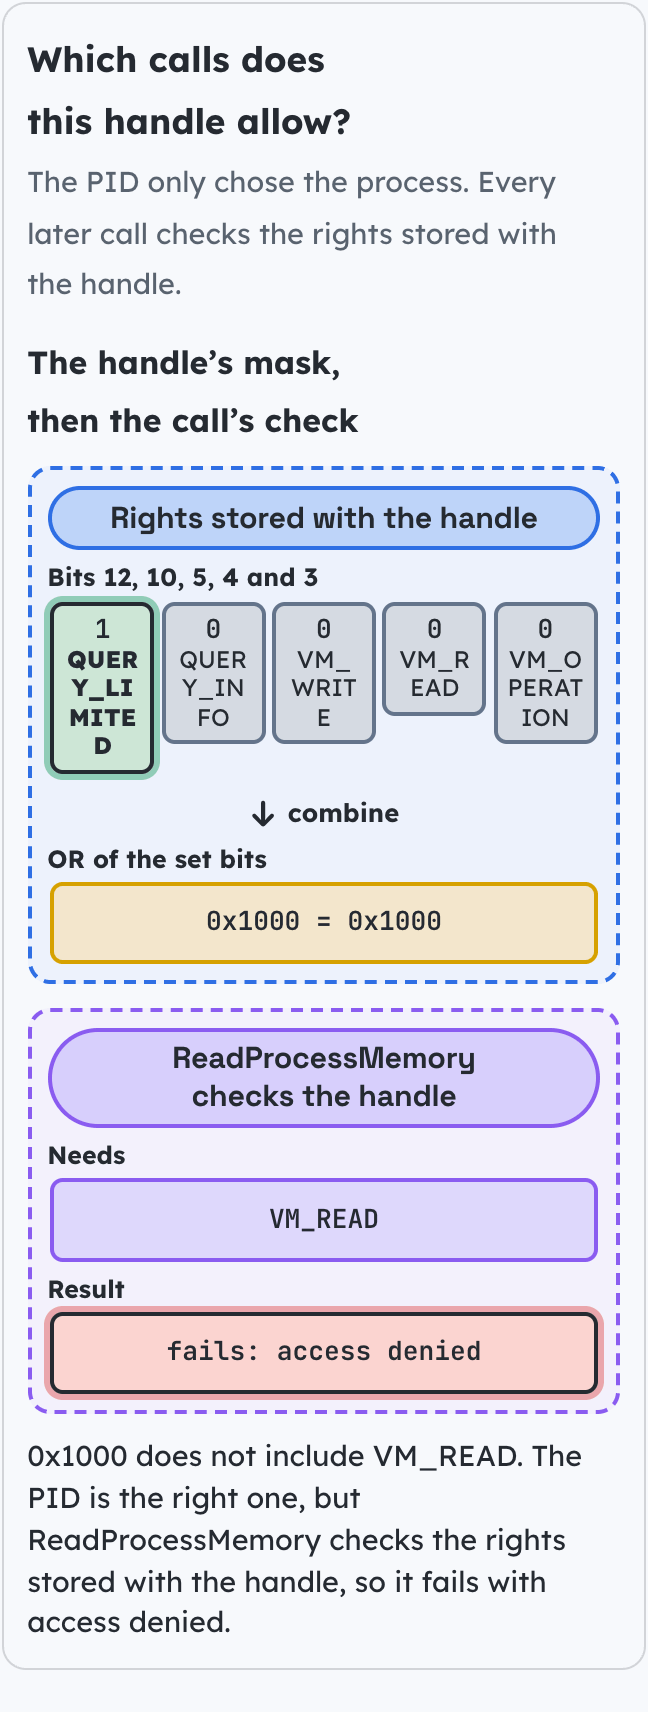 Which calls does
this handle allow?
The PID only chose the process. Every
later call checks the rights stored with
the handle.
The handle’s mask,
then the call’s check
Rights stored with the handle
Bits 12, 10, 5, 4 and 3
1
QUER
Y_LI
MITE
D
0
QUER
Y_IN
FO
0
VM_
WRIT
E
0
VM_R
EAD
0
VM_O
PERAT
ION
↓ combine
OR of the set bits
0x1000 = 0x1000
ReadProcessMemory
checks the handle
Needs
VM_READ
Result
fails: access denied
0x1000 does not include VM_READ. The
PID is the right one, but
ReadProcessMemory checks the rights
stored with the handle, so it fails with
access denied.